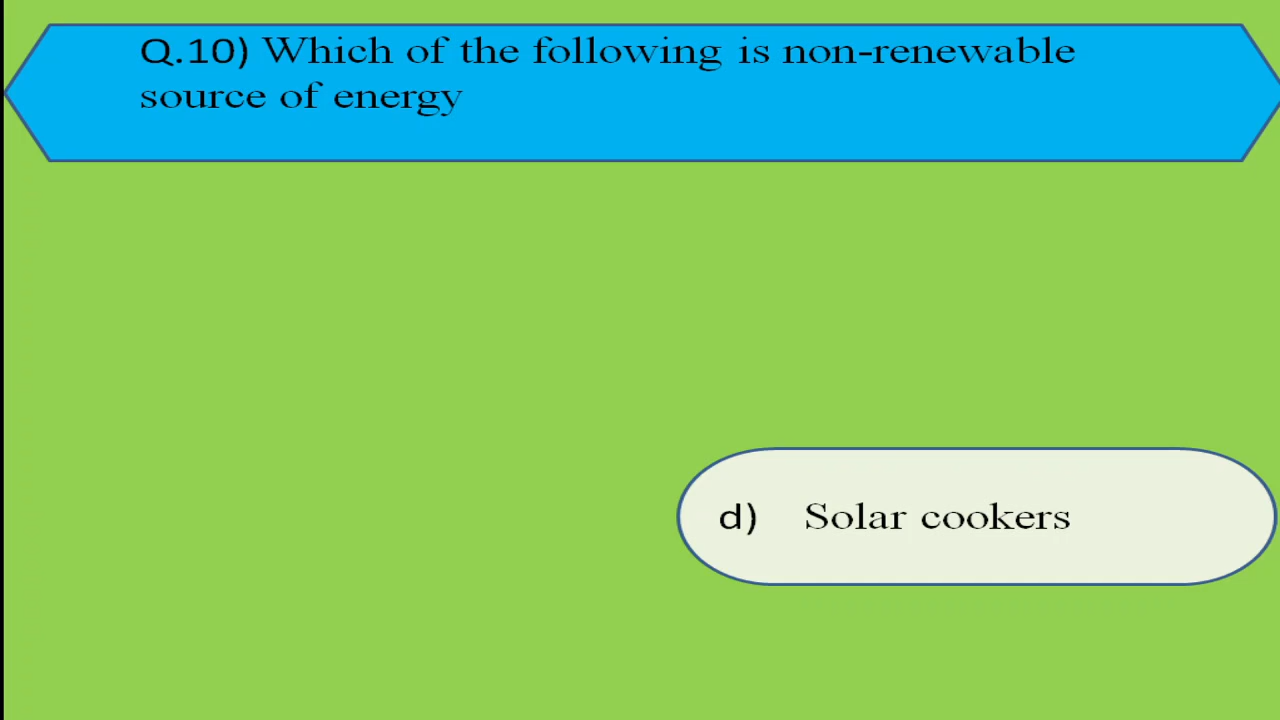 Q.10) Which of the following is non-renewable
source of energy
d) Solar cookers